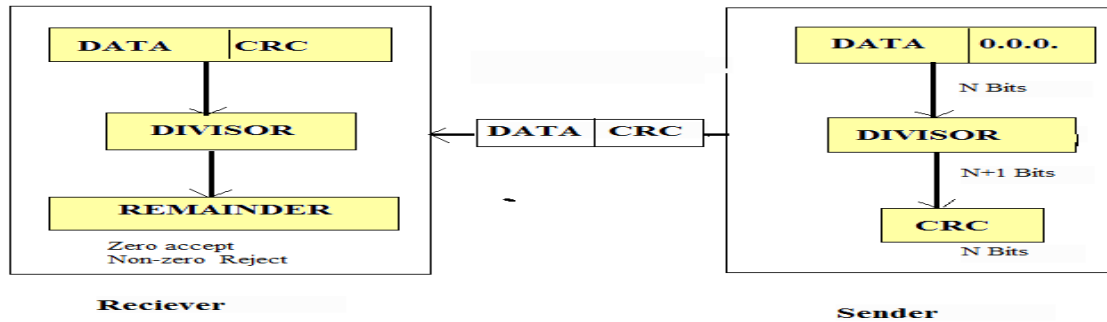 DATA CRC
DIVISOR
REMAINDER
Zero accept
Non-zero Reject
Reciever
DATA CRC
DATA 0.0.0.
N Bits
DIVISOR
N+1 Bits
CRC
N Bits
Sender